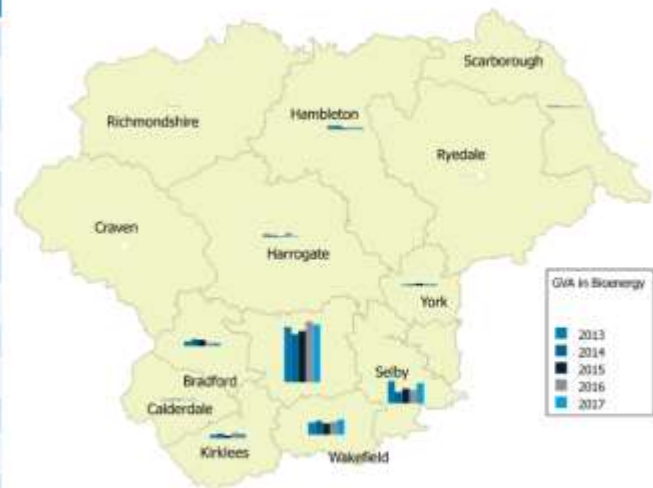 Scarborough
Hambleton
Richmondshire
Ryedale
Craven
Harrogate
York
GVA in Bioenergy
2013
2014
2015
2016
2017
Selby
Bradford
Calderdale
Kirklees
Wakefield